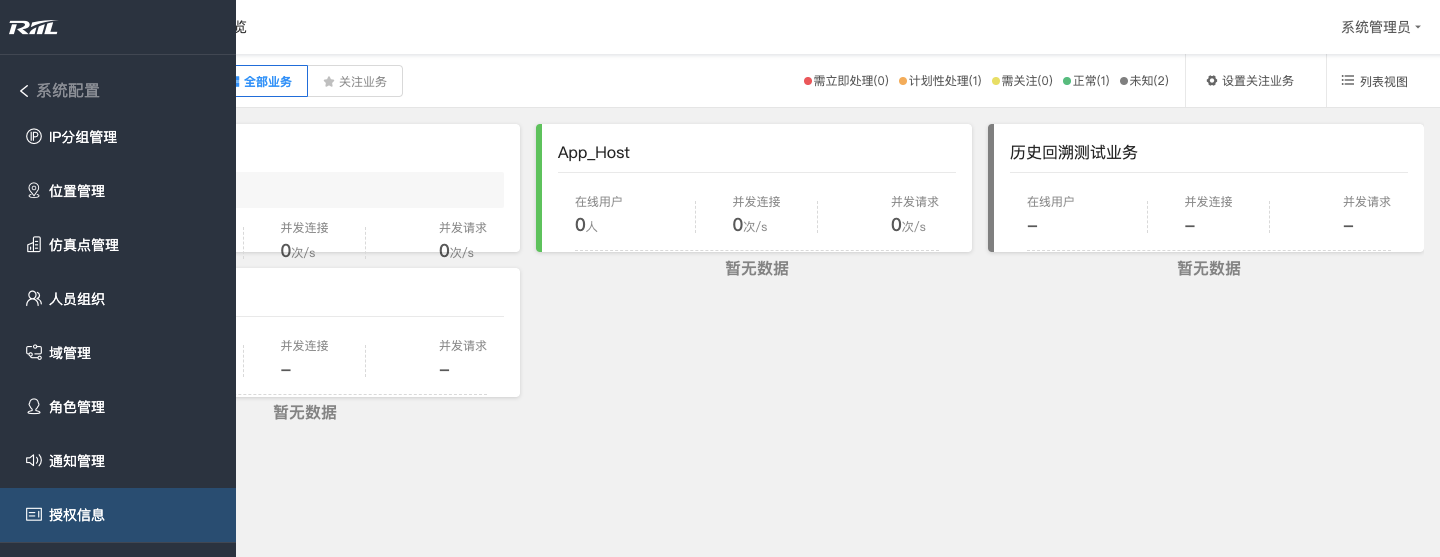 RIIL
览
系统管理员
系统配置
IP分组管理
位置管理
仿真点管理
人员组织
域管理
角色管理
通知管理
授权信息
全部业务
关注业务
需立即处理(0)
计划性处理(1)
需关注(0)
正常(1)
未知(2)
设置关注业务
列表视图
并发连接
并发请求
0次/s
0次/s
App_Host
在线用户
并发连接
并发请求
0人
0次/s
0次/s
暂无数据
历史回溯测试业务
在线用户
并发连接
并发请求
–
–
–
暂无数据
并发连接
并发请求
–
–
暂无数据